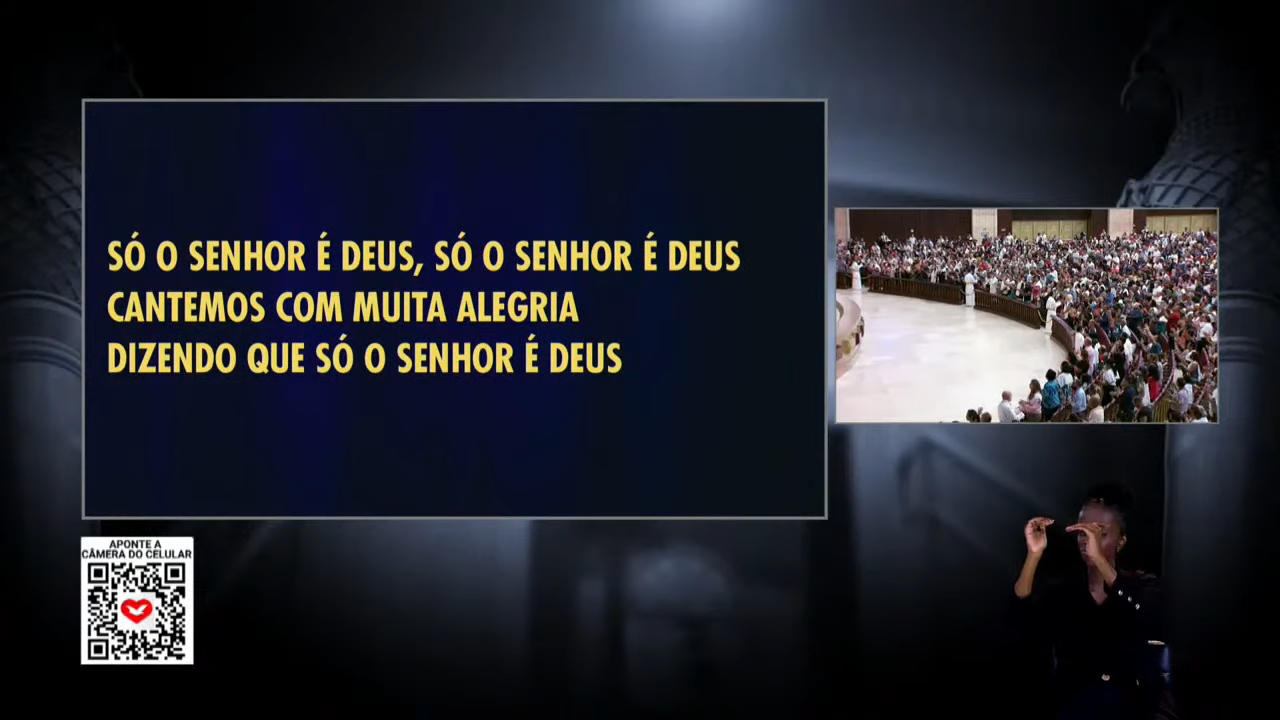 SÓ O SENHOR É DEUS, SÓ O SENHOR É DEUS
CANTEMOS COM MUITA ALEGRIA
DIZENDO QUE SÓ O SENHOR É DEUS
APONTE A
CÂMERA DO CELULAR